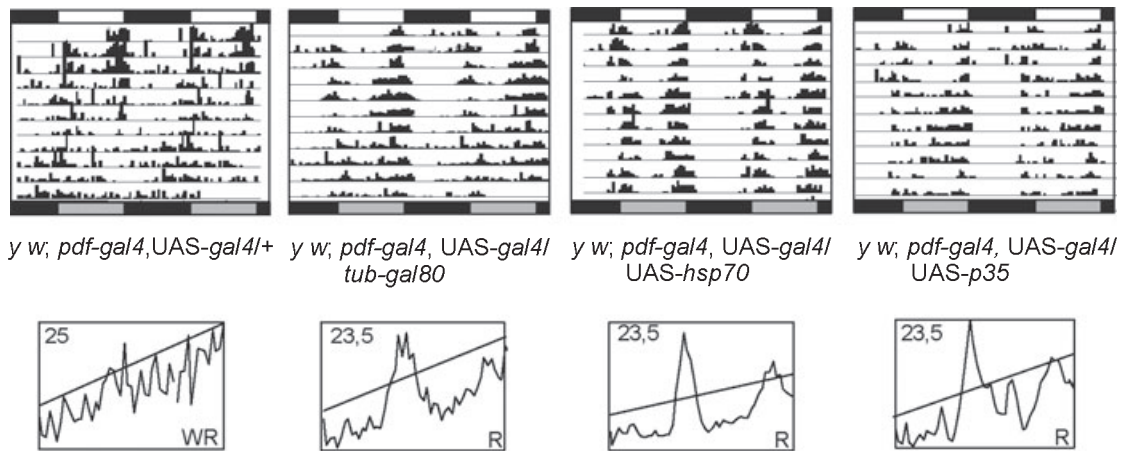 y w; pdf-gal4,UAS-gal4/+
y w; pdf-gal4, UAS-gal4/
tub-gal80
y w; pdf-gal4, UAS-gal4/
UAS-hsp70
y w; pdf-gal4, UAS-gal4/
UAS-p35
25
WR
23,5
R
23,5
R
23,5
R